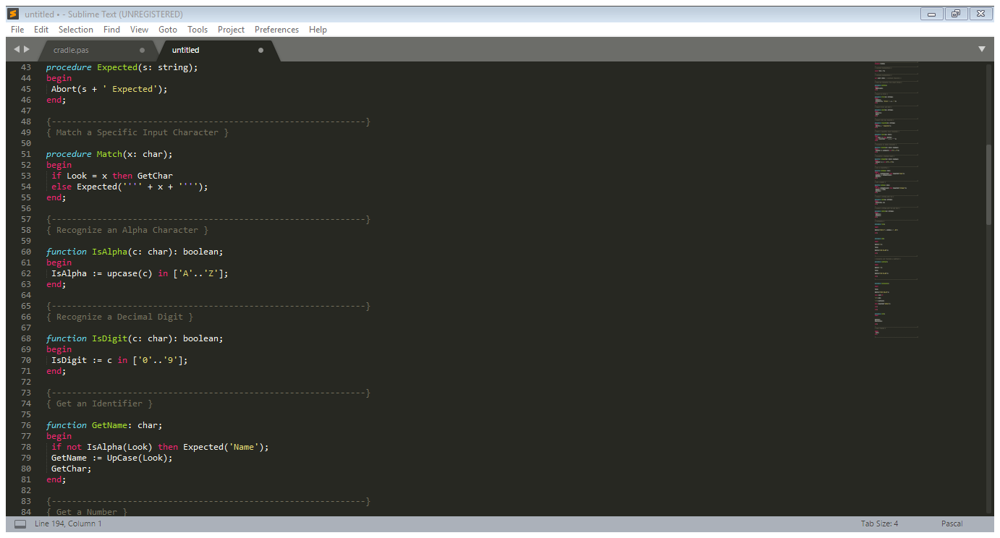 untitled • - Sublime Text (UNREGISTERED)
File Edit Selection Find View Goto Tools Project Preferences Help
cradle.pas untitled
43 procedure Expected(s: string);
44 begin
45 Abort(s + ' Expected');
46 end;
47
48 {--------------------------------------------------------------}
49 { Match a Specific Input Character }
50
51 procedure Match(x: char);
52 begin
53 if Look = x then GetChar
54 else Expected('''' + x + '''');
55 end;
56
57 {--------------------------------------------------------------}
58 { Recognize an Alpha Character }
59
60 function IsAlpha(c: char): boolean;
61 begin
62 IsAlpha := upcase(c) in ['A'..'Z'];
63 end;
64
65 {--------------------------------------------------------------}
66 { Recognize a Decimal Digit }
67
68 function IsDigit(c: char): boolean;
69 begin
70 IsDigit := c in ['0'..'9'];
71 end;
72
73 {--------------------------------------------------------------}
74 { Get an Identifier }
75
76 function GetName: char;
77 begin
78 if not IsAlpha(Look) then Expected('Name');
79 GetName := UpCase(Look);
80 GetChar;
81 end;
82
83 {--------------------------------------------------------------}
84 { Get a Number }
Line 194, Column 1 Tab Size: 4 Pascal